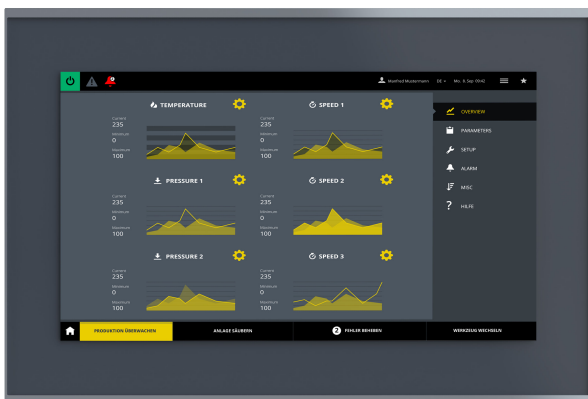 Manfred Mustermann DE Mo. 8. Sep 09:42
TEMPERATURE
Current
235
Minimum
0
Maximum
100
SPEED 1
Current
235
Minimum
0
Maximum
100
PRESSURE 1
Current
235
Minimum
0
Maximum
100
SPEED 2
Current
235
Minimum
0
Maximum
100
PRESSURE 2
Current
235
Minimum
0
Maximum
100
SPEED 3
Current
235
Minimum
0
Maximum
100
OVERVIEW
PARAMETERS
SETUP
ALARM
MISC
? HILFE
PRODUKTION ÜBERWACHEN
ANLAGE SÄUBERN
2 FEHLER BEHEBEN
WERKZEUG WECHSELN